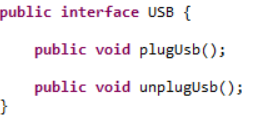 public interface USB {
public void plugUsb();
public void unplugUsb();
}